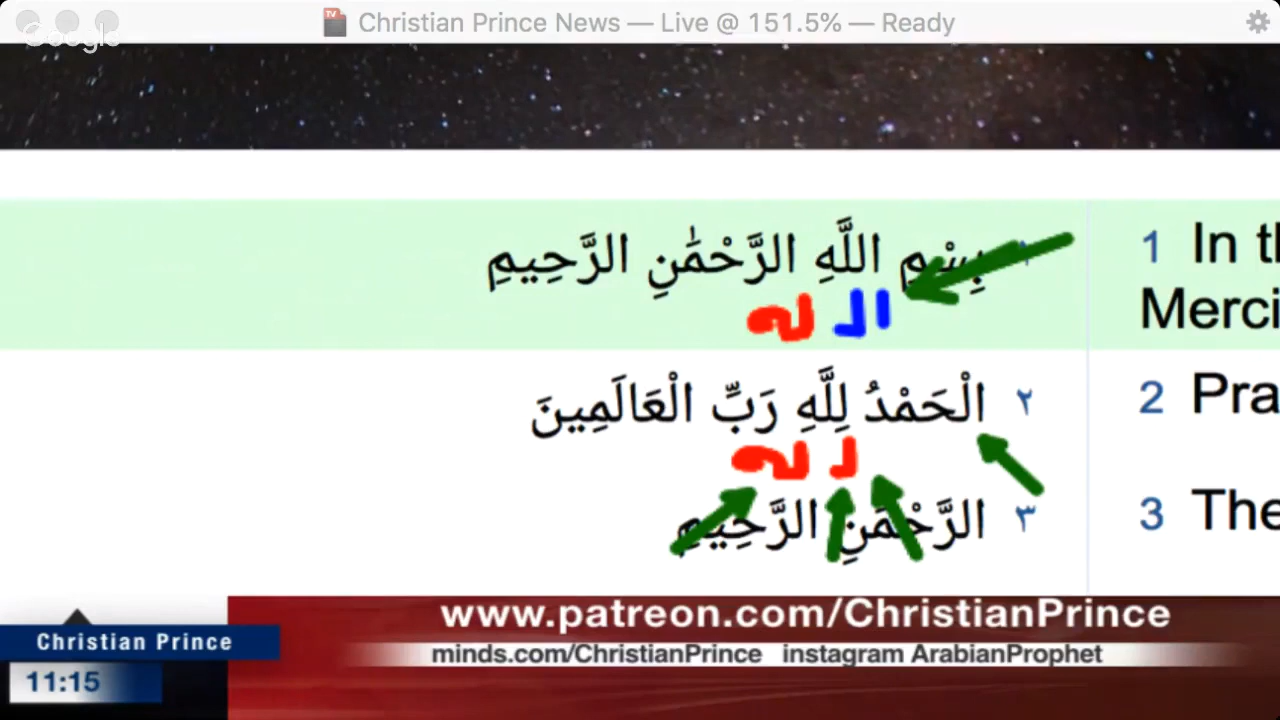 Christian Prince News — Live @ 151.5% — Ready
Google
بِسْمِ اللَّهِ الرَّحْمَٰنِ الرَّحِيمِ ١
1 In t
Merci
ال له
الْحَمْدُ لِلَّهِ رَبِّ الْعَالَمِينَ ٢
2 Pra
ل له
الرَّحْمَنِ الرَّحِيمِ ٣
3 The
www.patreon.com/ChristianPrince
Christian Prince
minds.com/ChristianPrince instagram ArabianProphet
11:15